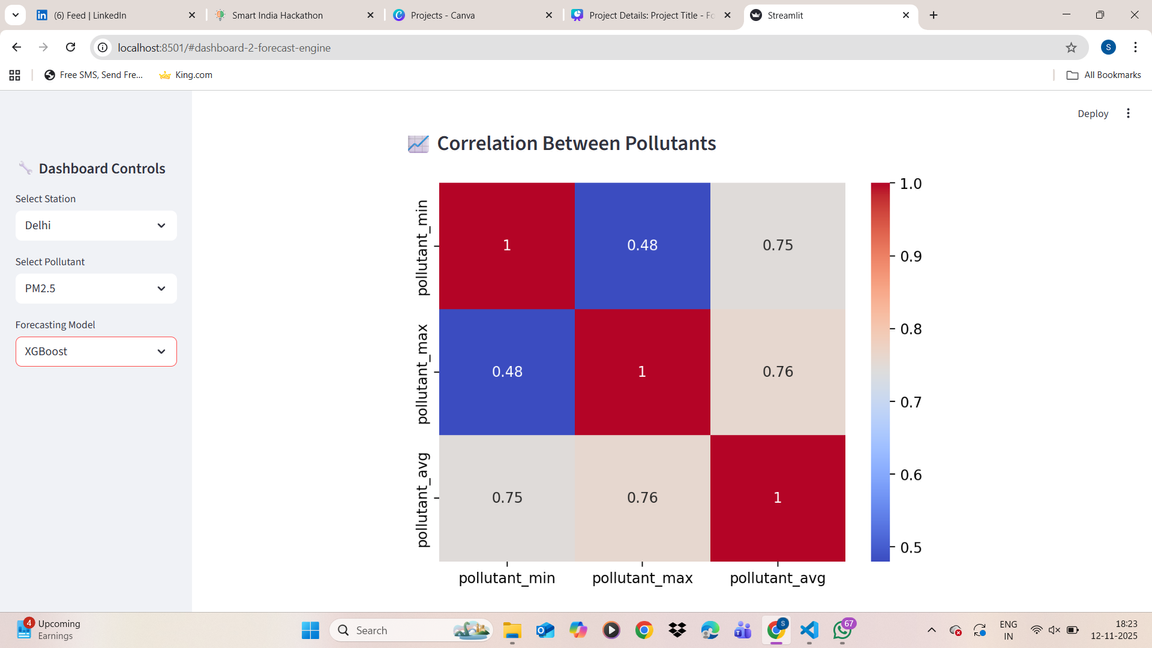 (6) Feed | LinkedIn
Smart India Hackathon
Projects - Canva
Project Details: Project Title - Fo
Streamlit
localhost:8501/#dashboard-2-forecast-engine
S
Free SMS, Send Fre...
King.com
All Bookmarks
Deploy
🔧 Dashboard Controls
Select Station
Delhi
Select Pollutant
PM2.5
Forecasting Model
XGBoost
📈 Correlation Between Pollutants
pollutant_min
1
0.48
0.75
pollutant_max
0.48
1
0.76
pollutant_avg
0.75
0.76
1
pollutant_min
pollutant_max
pollutant_avg
1.0
0.9
0.8
0.7
0.6
0.5
4
Upcoming
Earnings
Search
S
67
ENG
IN
18:23
12-11-2025